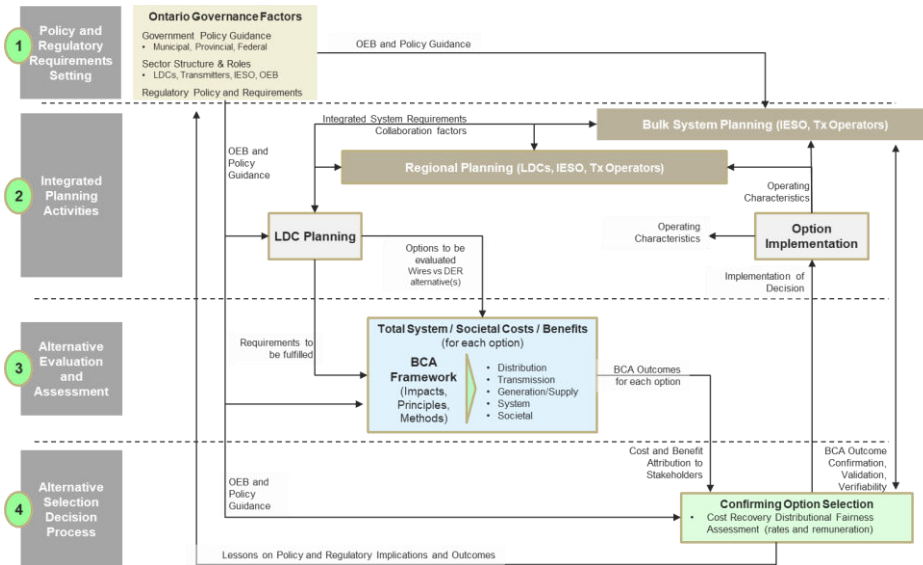 1
Policy and
Regulatory
Requirements
Setting
Ontario Governance Factors
Government Policy Guidance
• Municipal, Provincial, Federal
Sector Structure & Roles
• LDCs, Transmitters, IESO, OEB
Regulatory Policy and Requirements
OEB and Policy Guidance
2
Integrated
Planning
Activities
Bulk System Planning (IESO, Tx Operators)
Integrated System Requirements
Collaboration factors
OEB and
Policy
Guidance
Regional Planning (LDCs, IESO, Tx Operators)
Operating
Characteristics
LDC Planning
Operating
Characteristics
Option
Implementation
Options to be
evaluated
Wires vs DER
alternative(s)
Implementation of
Decision
3
Alternative
Evaluation
and
Assessment
Requirements to
be fulfilled
Total System / Societal Costs / Benefits
(for each option)
BCA
Framework
(Impacts,
Principles,
Methods)
• Distribution
• Transmission
• Generation/Supply
• System
• Societal
BCA Outcomes
for each option
4
Alternative
Selection
Decision
Process
OEB and
Policy
Guidance
Cost and Benefit
Attribution to
Stakeholders
BCA Outcome
Confirmation,
Validation,
Verifiability
Confirming Option Selection
• Cost Recovery Distributional Fairness
Assessment (rates and remuneration)
Lessons on Policy and Regulatory Implications and Outcomes